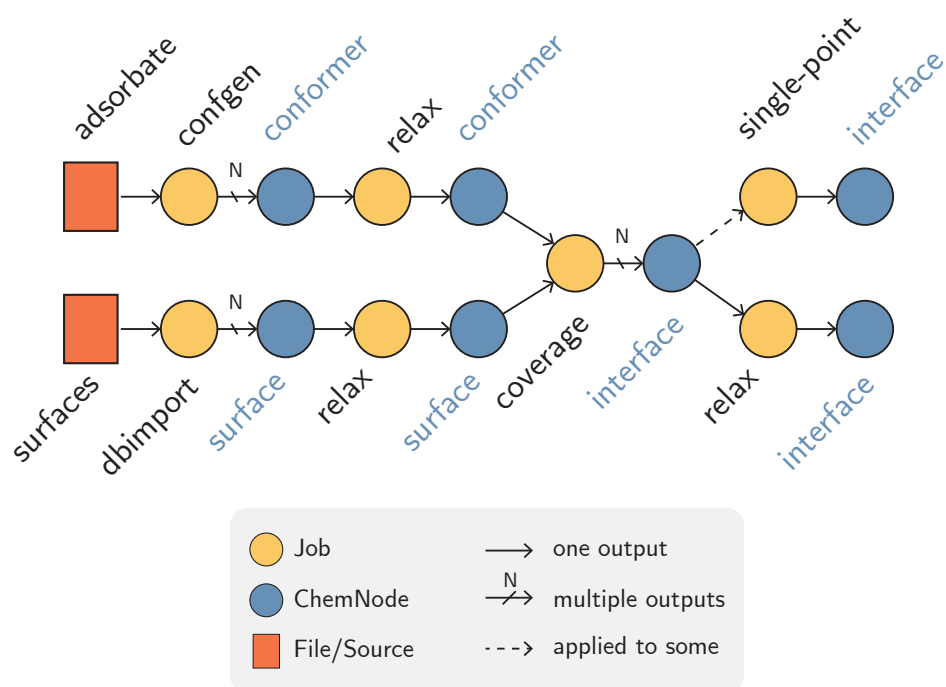 adsorbate
confgen
conformer
relax
conformer
single-point
interface
N
N
N
surfaces
dbimport
surface
relax
surface
coverage
interface
relax
interface
Job
one output
ChemNode
N
multiple outputs
File/Source
applied to some